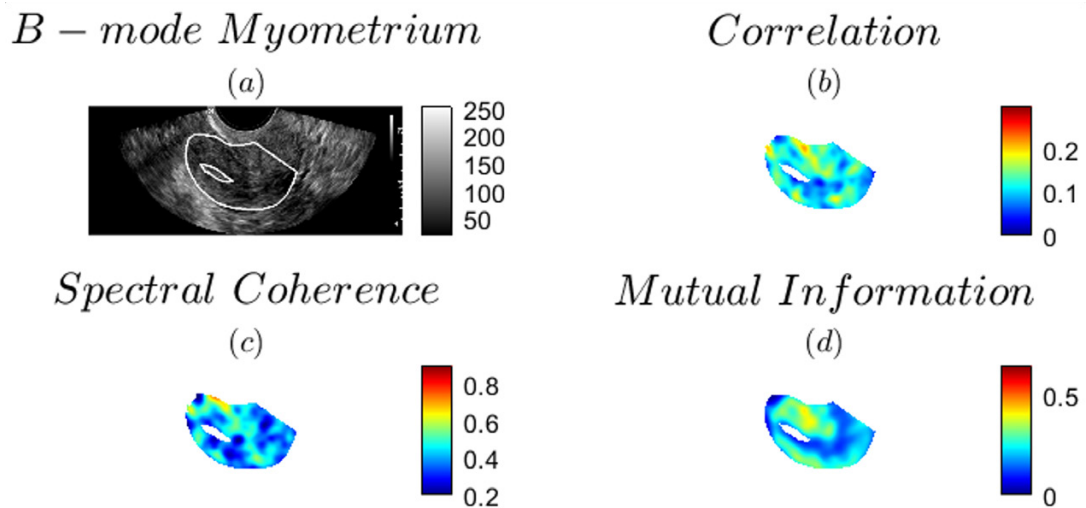 B – mode Myometrium
(a)
250
200
150
100
50
Correlation
(b)
0.2
0.1
0
Spectral Coherence
(c)
0.8
0.6
0.4
0.2
Mutual Information
(d)
0.5
0